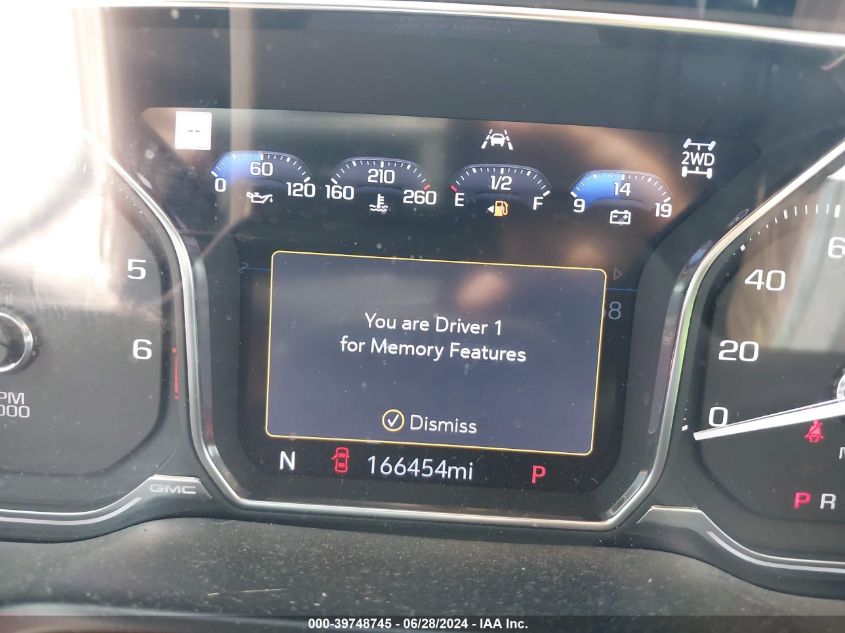 --
2WD
60
0 120
210
160 260
1/2
E F
14
9 19
5
6
PM
000
You are Driver 1
for Memory Features
Dismiss
N 166454mi P
GMC
6
40
20
0
P R
000-39748745 - 06/28/2024 - IAA Inc.